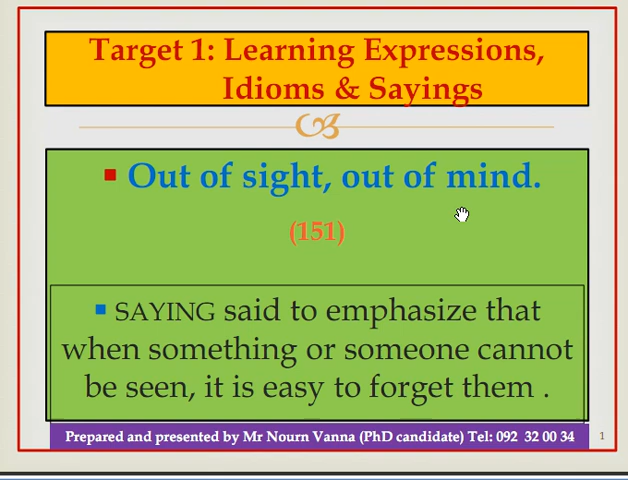 Target 1: Learning Expressions,
Idioms & Sayings
Out of sight, out of mind.
(151)
SAYING said to emphasize that
when something or someone cannot
be seen, it is easy to forget them .
Prepared and presented by Mr Nourn Vanna (PhD candidate) Tel: 092 32 00 34
1